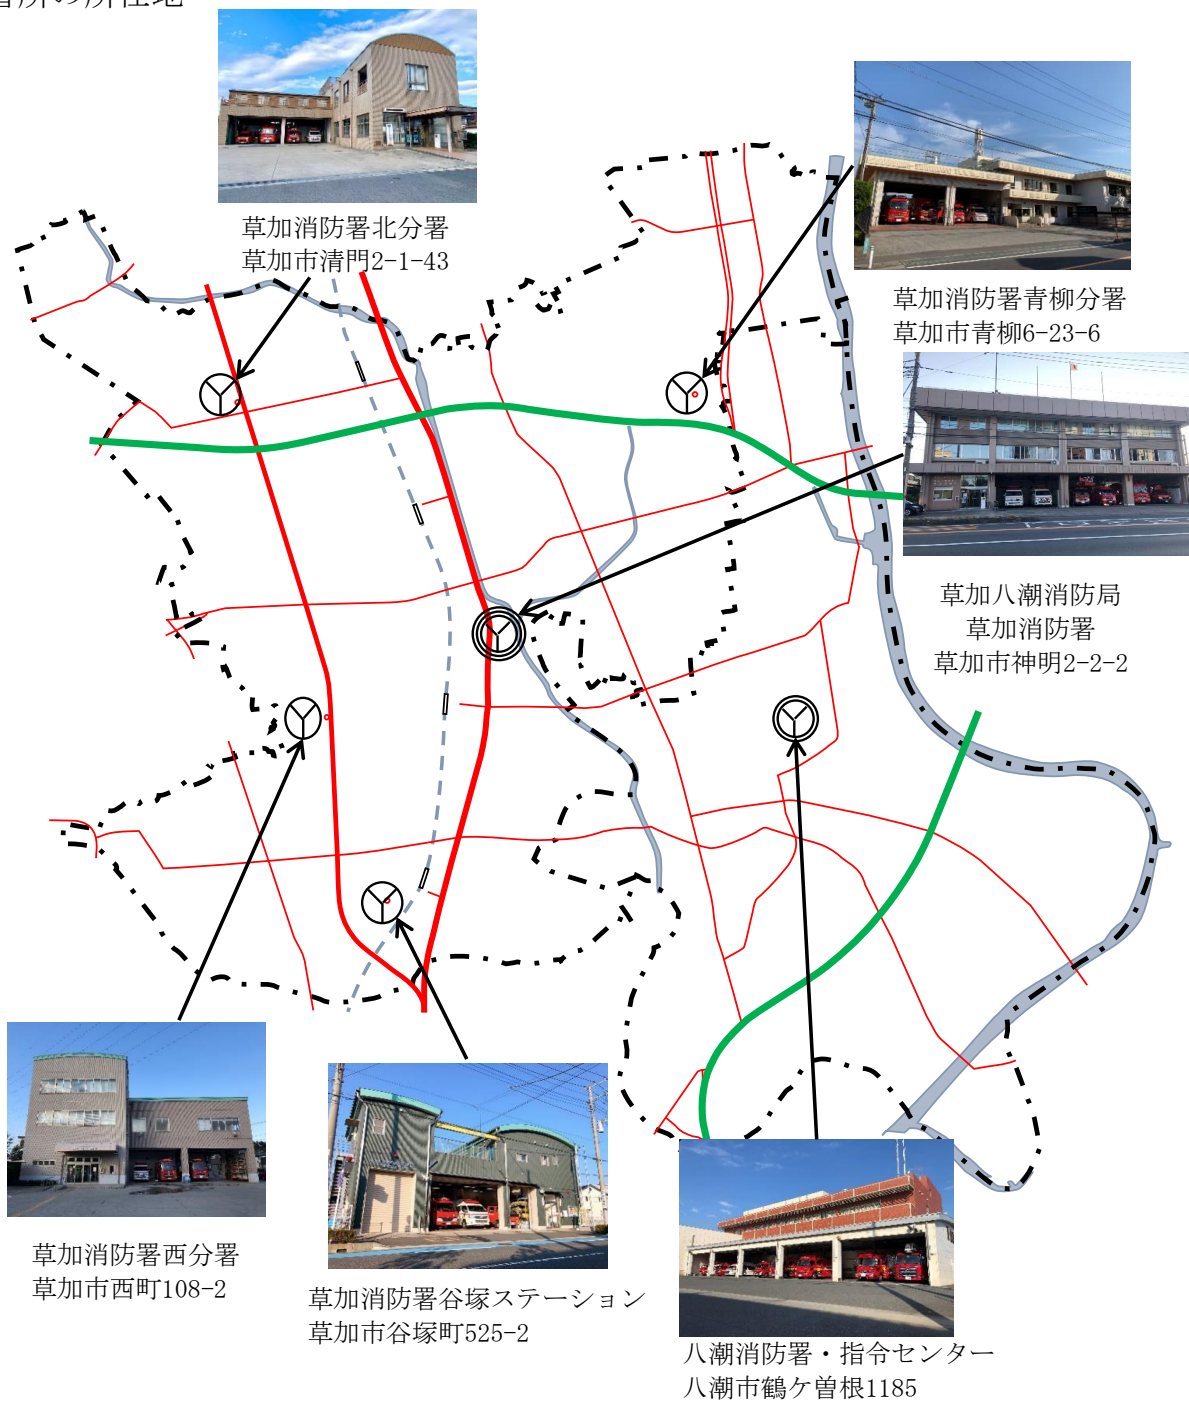 の所在地
草加消防署北分署
草加市清門2-1-43
草加消防署青柳分署
草加市青柳6-23-6
草加八潮消防局
草加消防署
草加市神明2-2-2
草加消防署西分署
草加市西町108-2
草加消防署谷塚ステーション
草加市谷塚町525-2
八潮消防署・指令センター
八潮市鶴ケ曽根1185